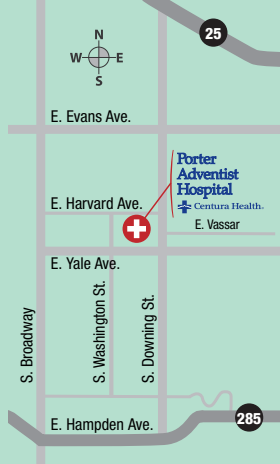 25
N
W E
S
E. Evans Ave.
Porter
Adventist
Hospital
Centura Health.
E. Harvard Ave.
E. Vassar
E. Yale Ave.
S. Broadway
S. Washington St.
S. Downing St.
285
E. Hampden Ave.